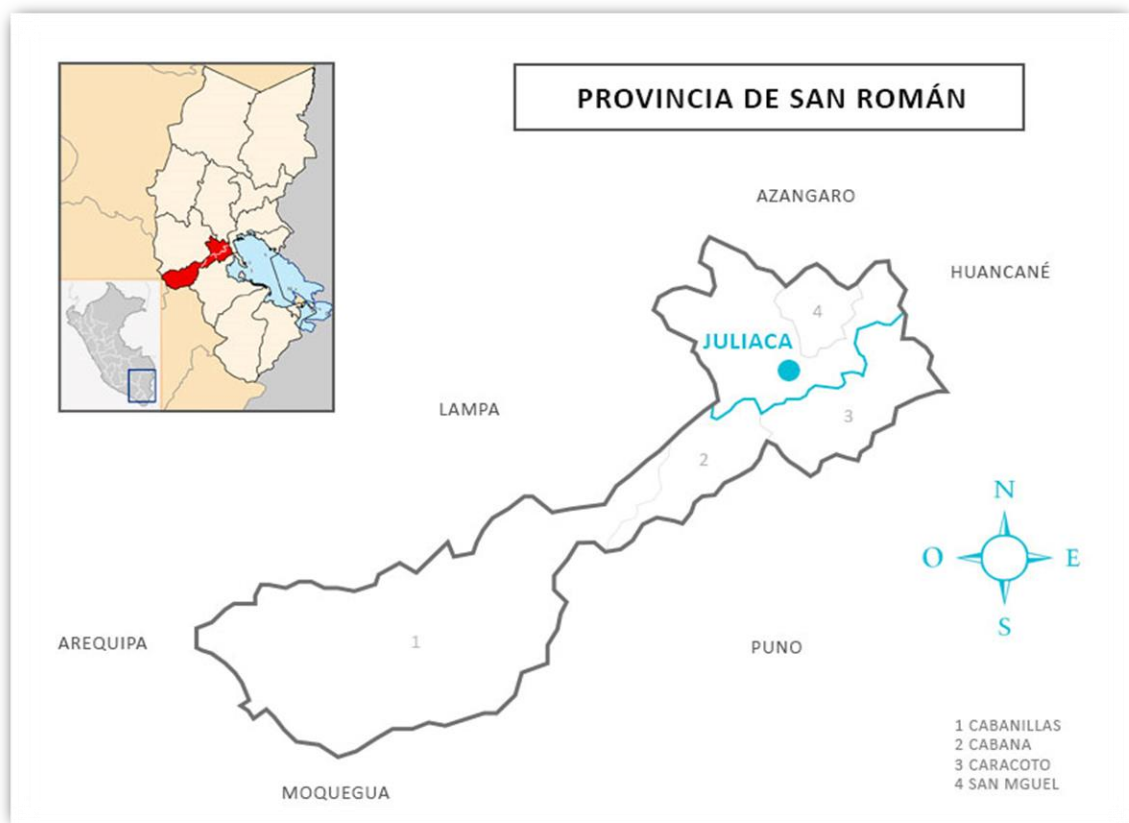 PROVINCIA DE SAN ROMÁN
AZANGARO
HUANCANÉ
4
JULIACA
LAMPA
3
2
N
O
E
S
AREQUIPA
1
PUNO
1 CABANILLAS
2 CABANA
3 CARACOTO
4 SAN MGUEL
MOQUEGUA